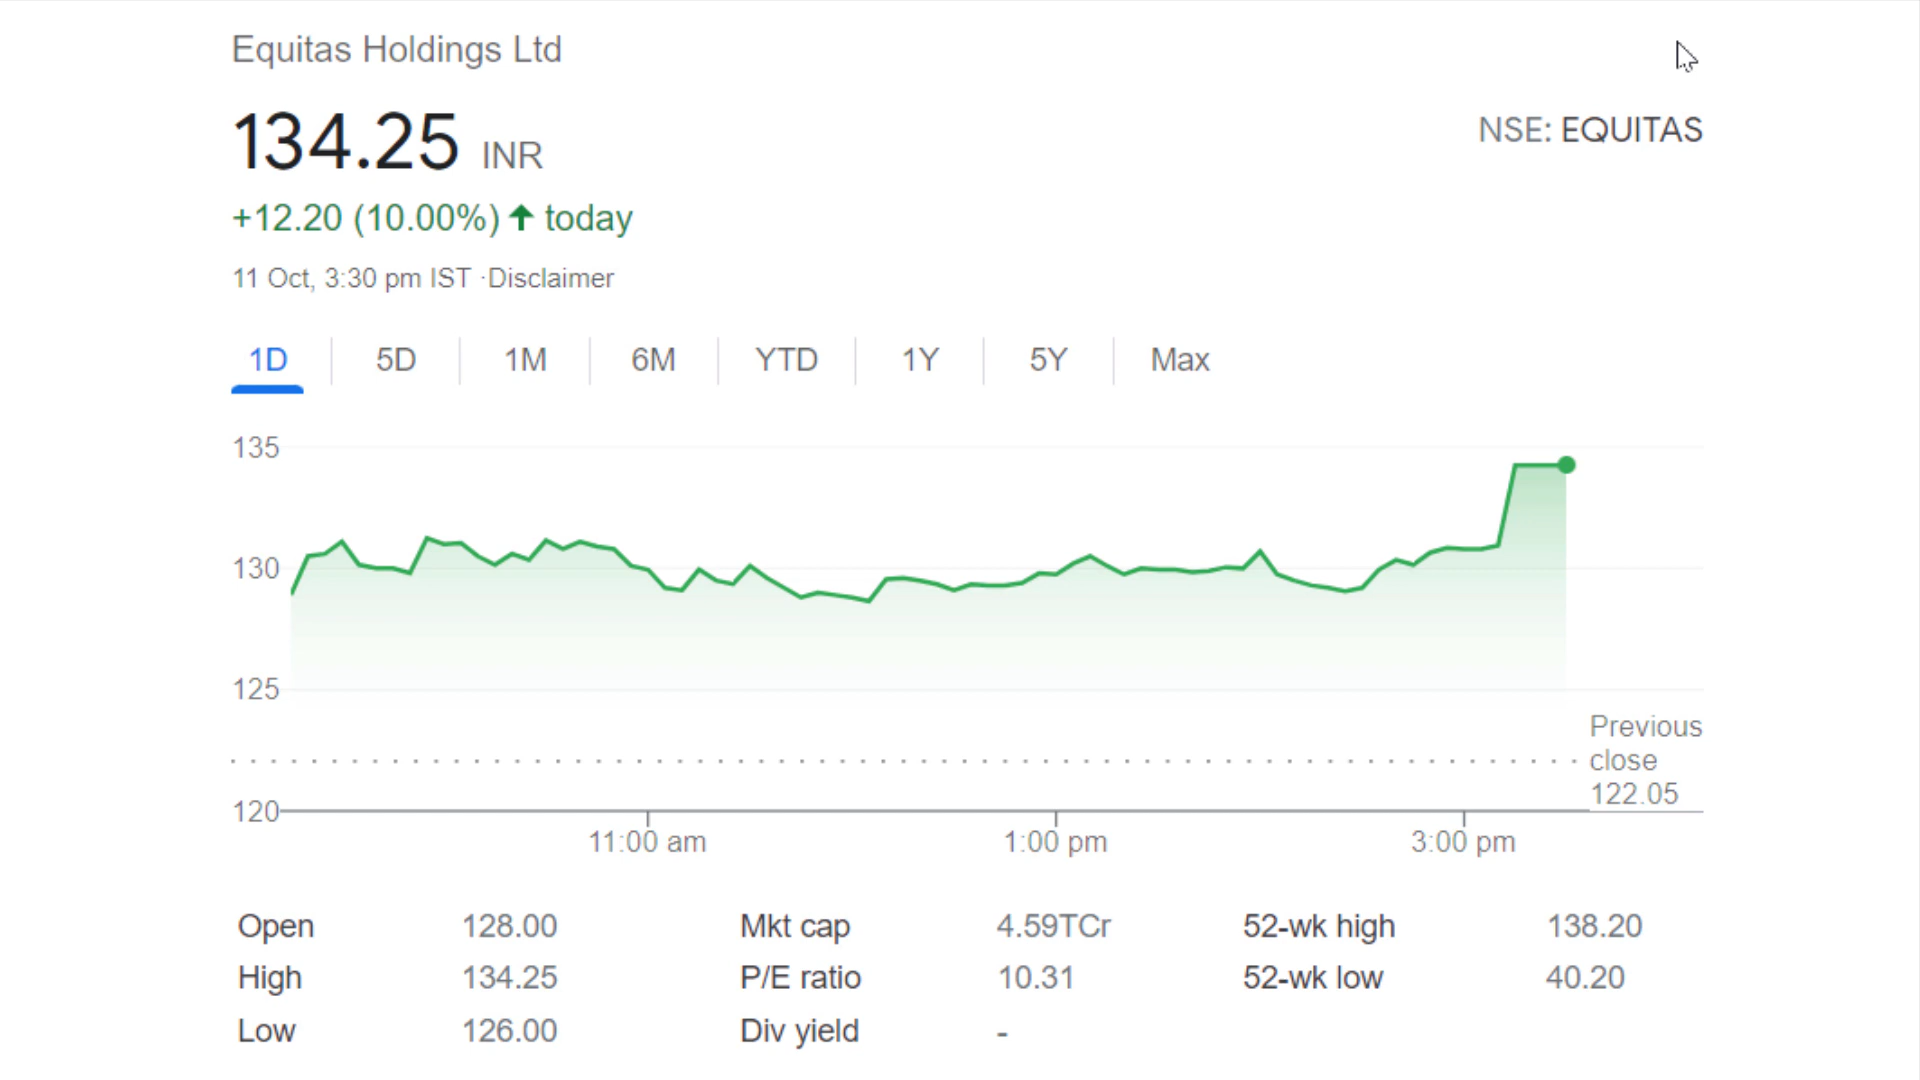 Equitas Holdings Ltd
134.25 INR
NSE: EQUITAS
+12.20 (10.00%) ↑ today
11 Oct, 3:30 pm IST ·Disclaimer
1D 5D 1M 6M YTD 1Y 5Y Max
135
130
125
120
Previous
close
122.05
11:00 am 1:00 pm 3:00 pm
Open 128.00 Mkt cap 4.59TCr 52-wk high 138.20
High 134.25 P/E ratio 10.31 52-wk low 40.20
Low 126.00 Div yield -